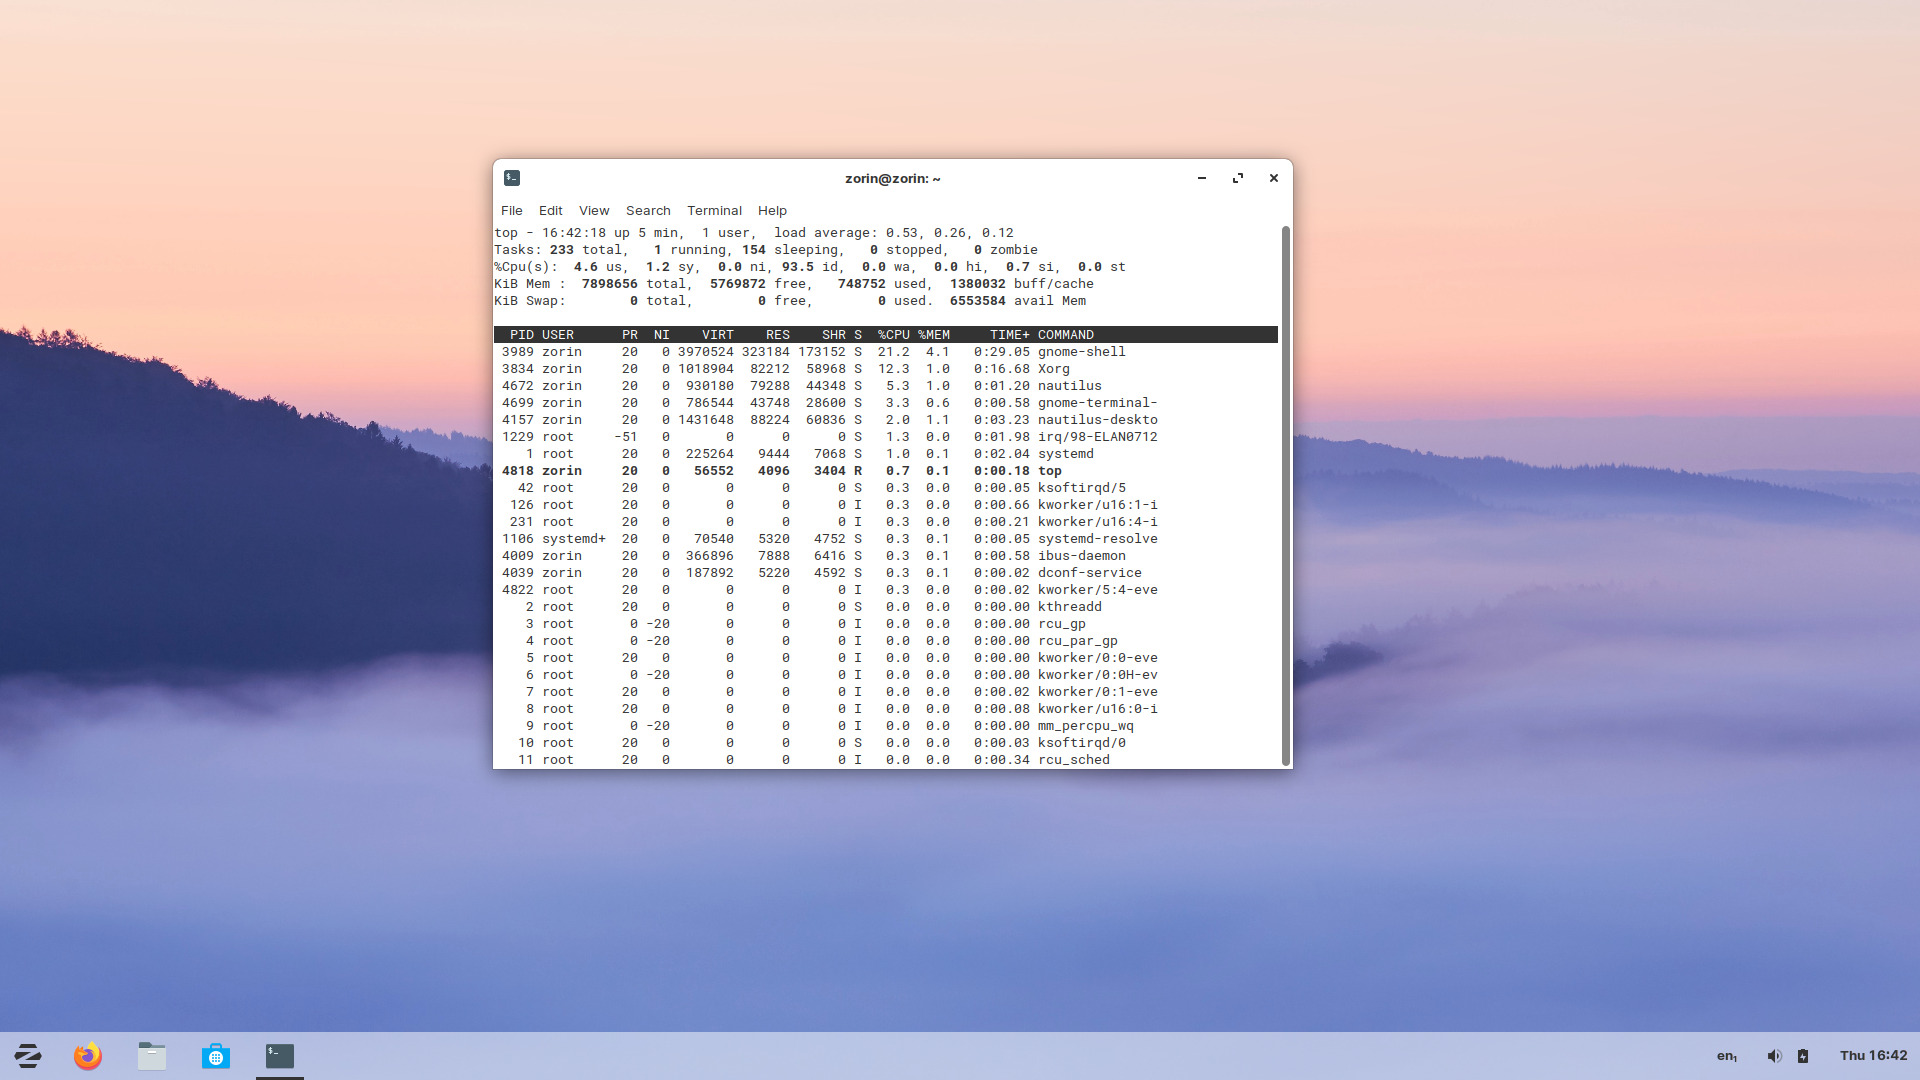 zorin@zorin: ~
File Edit View Search Terminal Help
top - 16:42:18 up 5 min,  1 user,  load average: 0.53, 0.26, 0.12
Tasks: 233 total,   1 running, 154 sleeping,   0 stopped,   0 zombie
%Cpu(s):  4.6 us,  1.2 sy,  0.0 ni, 93.5 id,  0.0 wa,  0.0 hi,  0.7 si,  0.0 st
KiB Mem :  7898656 total,  5769872 free,   748752 used,  1380032 buff/cache
KiB Swap:        0 total,        0 free,        0 used.  6553584 avail Mem
PID USER PR NI VIRT RES SHR S %CPU %MEM TIME+ COMMAND
3989 zorin 20 0 3970524 323184 173152 S 21.2 4.1 0:29.05 gnome-shell
3834 zorin 20 0 1018904 82212 58968 S 12.3 1.0 0:16.68 Xorg
4672 zorin 20 0 930180 79288 44348 S 5.3 1.0 0:01.20 nautilus
4699 zorin 20 0 786544 43748 28600 S 3.3 0.6 0:00.58 gnome-terminal-
4157 zorin 20 0 1431648 88224 60836 S 2.0 1.1 0:03.23 nautilus-deskto
1229 root -51 0 0 0 0 S 1.3 0.0 0:01.98 irq/98-ELAN0712
1 root 20 0 225264 9444 7068 S 1.0 0.1 0:02.04 systemd
4818 zorin 20 0 56552 4096 3404 R 0.7 0.1 0:00.18 top
42 root 20 0 0 0 0 S 0.3 0.0 0:00.05 ksoftirqd/5
126 root 20 0 0 0 0 I 0.3 0.0 0:00.66 kworker/u16:1-i
231 root 20 0 0 0 0 I 0.3 0.0 0:00.21 kworker/u16:4-i
1106 systemd+ 20 0 70540 5320 4752 S 0.3 0.1 0:00.05 systemd-resolve
4009 zorin 20 0 366896 7888 6416 S 0.3 0.1 0:00.58 ibus-daemon
4039 zorin 20 0 187892 5220 4592 S 0.3 0.1 0:00.02 dconf-service
4822 root 20 0 0 0 0 I 0.3 0.0 0:00.02 kworker/5:4-eve
2 root 20 0 0 0 0 S 0.0 0.0 0:00.00 kthreadd
3 root 0 -20 0 0 0 I 0.0 0.0 0:00.00 rcu_gp
4 root 0 -20 0 0 0 I 0.0 0.0 0:00.00 rcu_par_gp
5 root 20 0 0 0 0 I 0.0 0.0 0:00.00 kworker/0:0-eve
6 root 0 -20 0 0 0 I 0.0 0.0 0:00.00 kworker/0:0H-ev
7 root 20 0 0 0 0 I 0.0 0.0 0:00.02 kworker/0:1-eve
8 root 20 0 0 0 0 I 0.0 0.0 0:00.08 kworker/u16:0-i
9 root 0 -20 0 0 0 I 0.0 0.0 0:00.00 mm_percpu_wq
10 root 20 0 0 0 0 S 0.0 0.0 0:00.03 ksoftirqd/0
11 root 20 0 0 0 0 I 0.0 0.0 0:00.34 rcu_sched
en₁ Thu 16:42